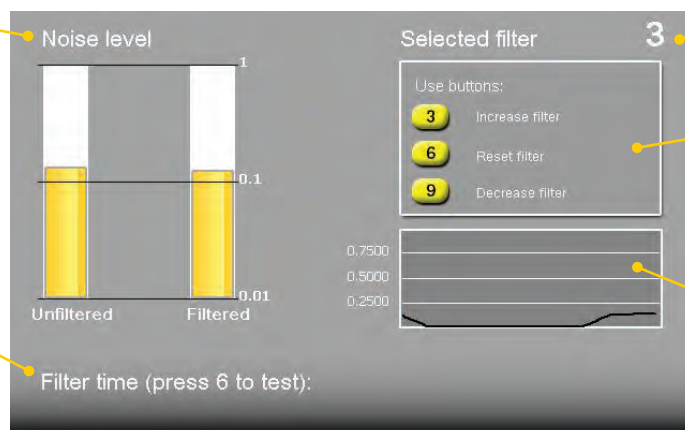 Noise level
1
0.1
0.01
Unfiltered
Filtered
Selected filter
3
Use buttons:
3 Increase filter
6 Reset filter
9 Decrease filter
0.7500
0.5000
0.2500
Filter time (press 6 to test):